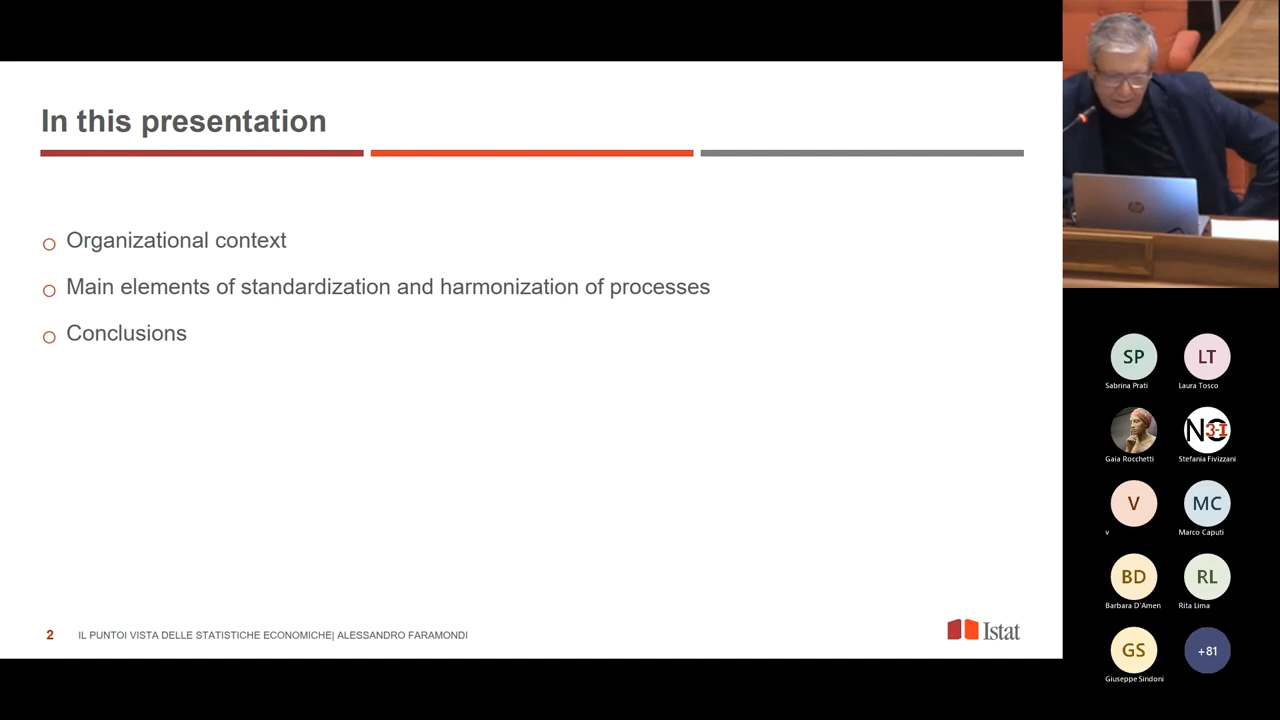 In this presentation
Organizational context
Main elements of standardization and harmonization of processes
Conclusions
2 IL PUNTOI VISTA DELLE STATISTICHE ECONOMICHE| ALESSANDRO FARAMONDI
Istat
hp
SP LT
Sabrina Prati Laura Tosco
N3-I
Gaia Rocchetti Stefania Fivizzani
V MC
v Marco Caputi
BD RL
Barbara D'Amen Rita Lima
GS +81
Giuseppe Sindoni